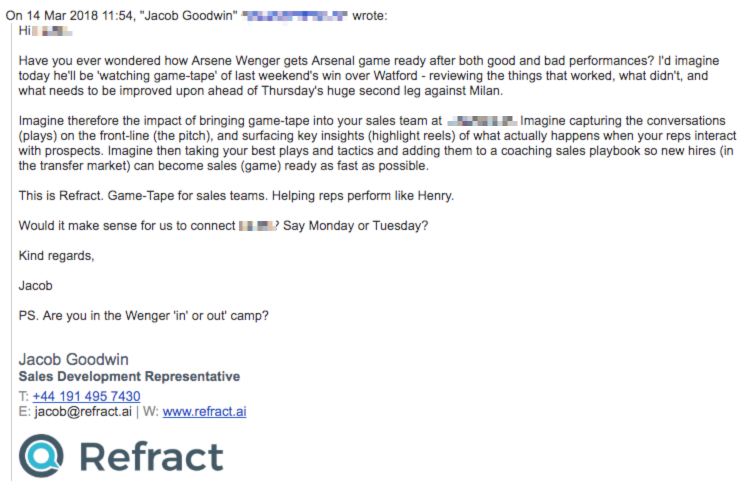 On 14 Mar 2018 11:54, "Jacob Goodwin" wrote:
Hi
Have you ever wondered how Arsene Wenger gets Arsenal game ready after both good and bad performances? I'd imagine
today he'll be 'watching game-tape' of last weekend's win over Watford - reviewing the things that worked, what didn't, and
what needs to be improved upon ahead of Thursday's huge second leg against Milan.
Imagine therefore the impact of bringing game-tape into your sales team at Imagine capturing the conversations
(plays) on the front-line (the pitch), and surfacing key insights (highlight reels) of what actually happens when your reps interact
with prospects. Imagine then taking your best plays and tactics and adding them to a coaching sales playbook so new hires (in
the transfer market) can become sales (game) ready as fast as possible.
This is Refract. Game-Tape for sales teams. Helping reps perform like Henry.
Would it make sense for us to connect ? Say Monday or Tuesday?
Kind regards,
Jacob
PS. Are you in the Wenger 'in' or out' camp?
Jacob Goodwin
Sales Development Representative
T: +44 191 495 7430
E: jacob@refract.ai | W: www.refract.ai
Refract